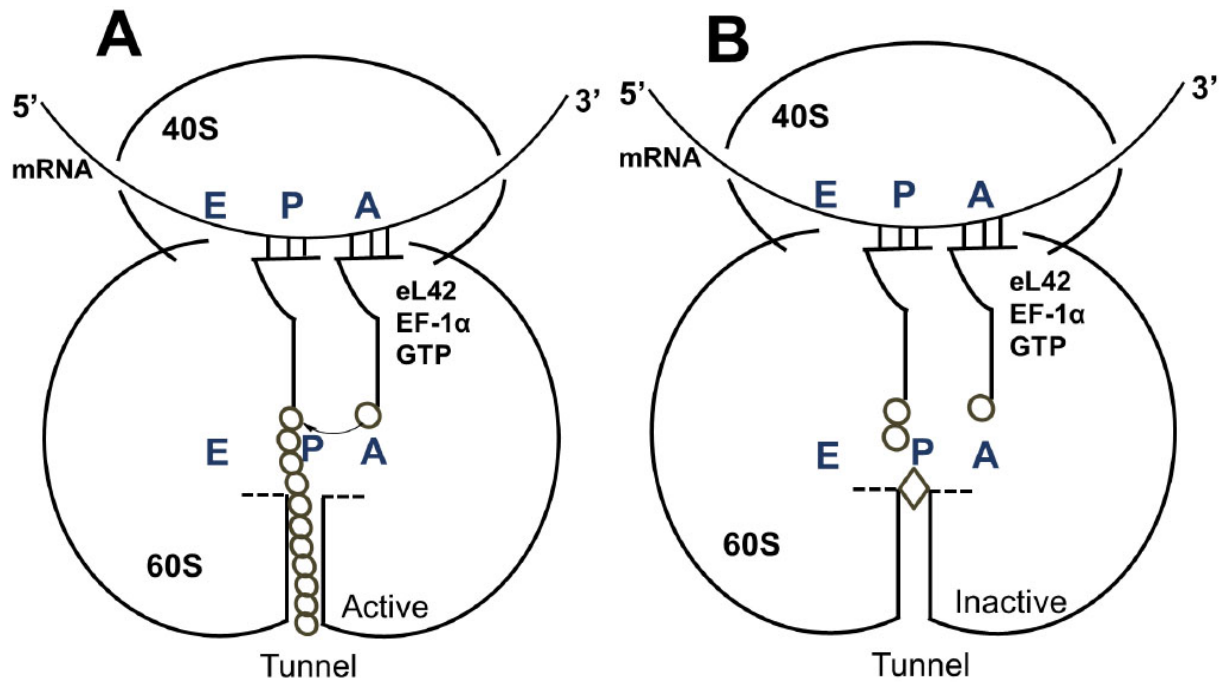 A
5’
3’
40S
mRNA
E P A
eL42
EF-1α
GTP
E P A
60S
Active
Tunnel
B
5’
3’
40S
mRNA
E P A
eL42
EF-1α
GTP
E P A
60S
Inactive
Tunnel